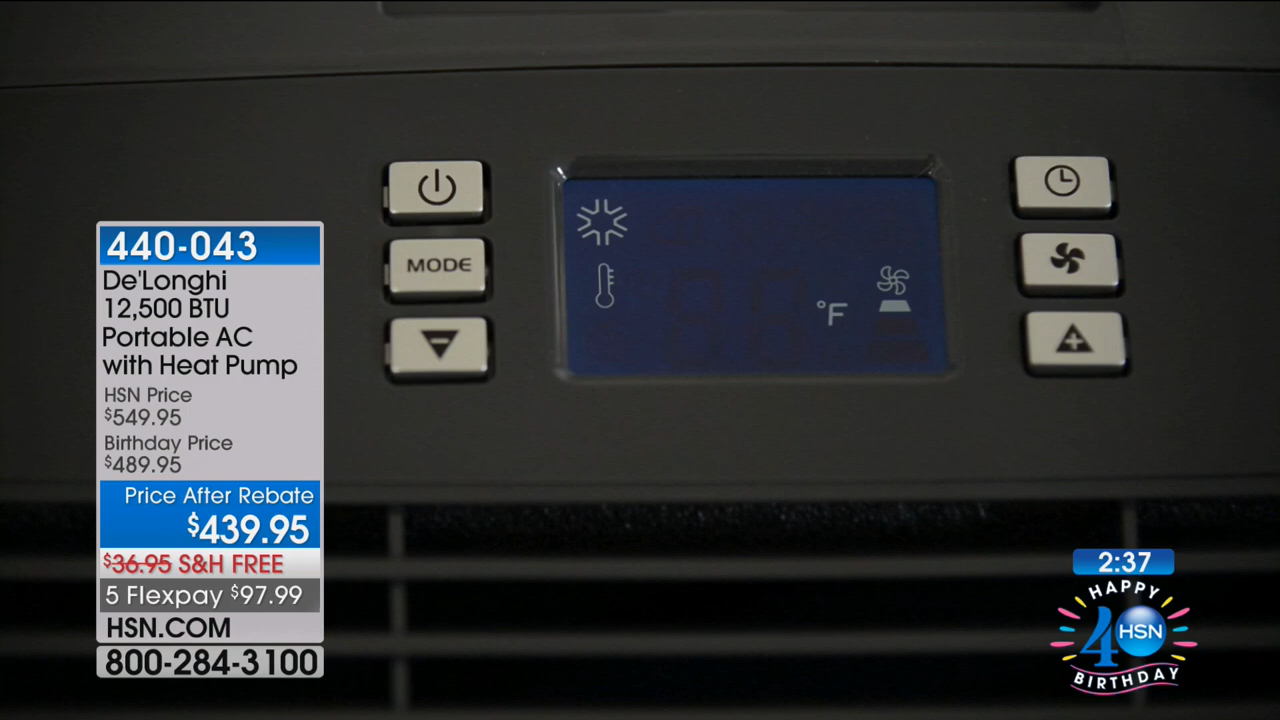 440-043
De'Longhi
12,500 BTU
Portable AC
with Heat Pump
HSN Price
$549.95
Birthday Price
$489.95
Price After Rebate
$439.95
$36.95 S&H FREE
5 Flexpay $97.99
HSN.COM
800-284-3100
MODE
°F
2:37
HAPPY
40
HSN
BIRTHDAY